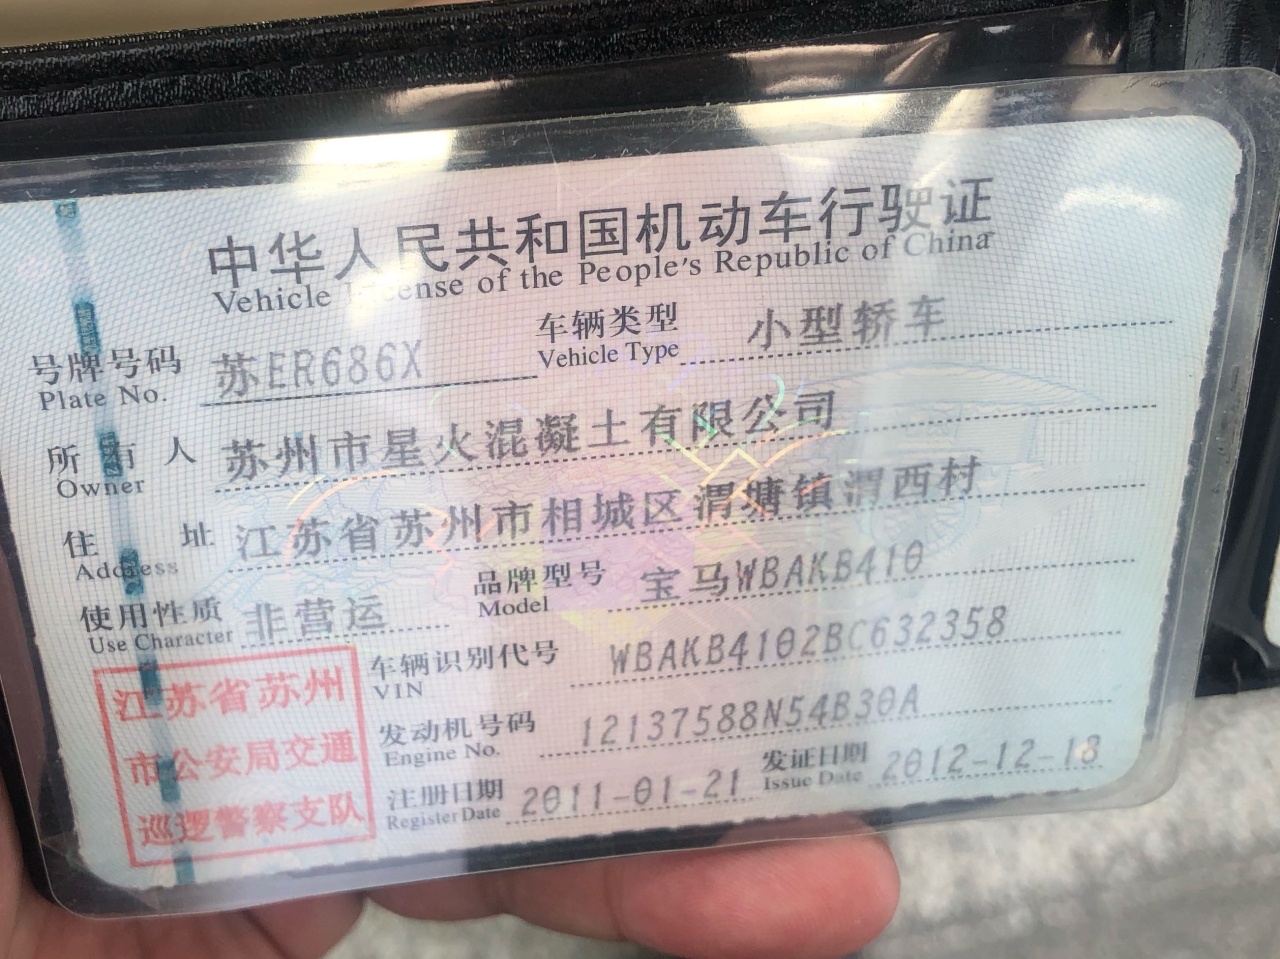 中华人民共和国机动车行驶证
Vehicle License of the People's Republic of China
号牌号码 苏ER686X 车辆类型 小型轿车
Plate No. Vehicle Type
所有人 苏州市星火混凝土有限公司
Owner
住址 江苏省苏州市相城区渭塘镇渭西村
Address
使用性质 非营运 品牌型号 宝马WBAKB410
Use Character Model
车辆识别代号 WBAKB4102BC632358
VIN
发动机号码 12137588N54B30A
Engine No.
注册日期 2011-01-21 发证日期 2012-12-18
Register Date Issue Date
江苏省苏州
市公安局交通
巡逻警察支队